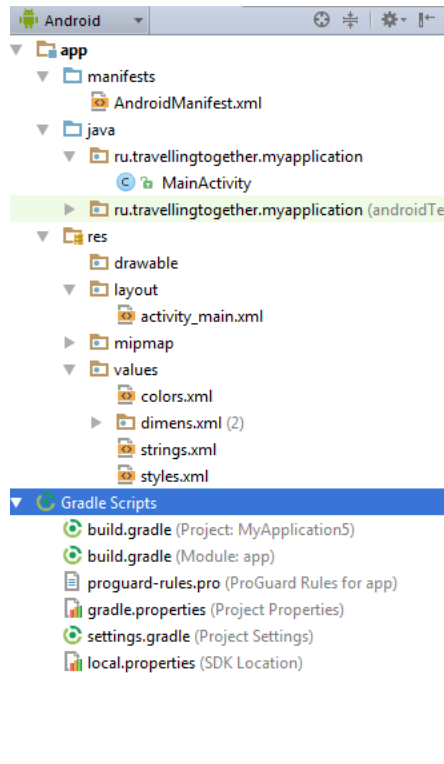 Android
app
manifests
AndroidManifest.xml
java
ru.travellingtogether.myapplication
MainActivity
ru.travellingtogether.myapplication (androidTe
res
drawable
layout
activity_main.xml
mipmap
values
colors.xml
dimens.xml (2)
strings.xml
styles.xml
Gradle Scripts
build.gradle (Project: MyApplication5)
build.gradle (Module: app)
proguard-rules.pro (ProGuard Rules for app)
gradle.properties (Project Properties)
settings.gradle (Project Settings)
local.properties (SDK Location)